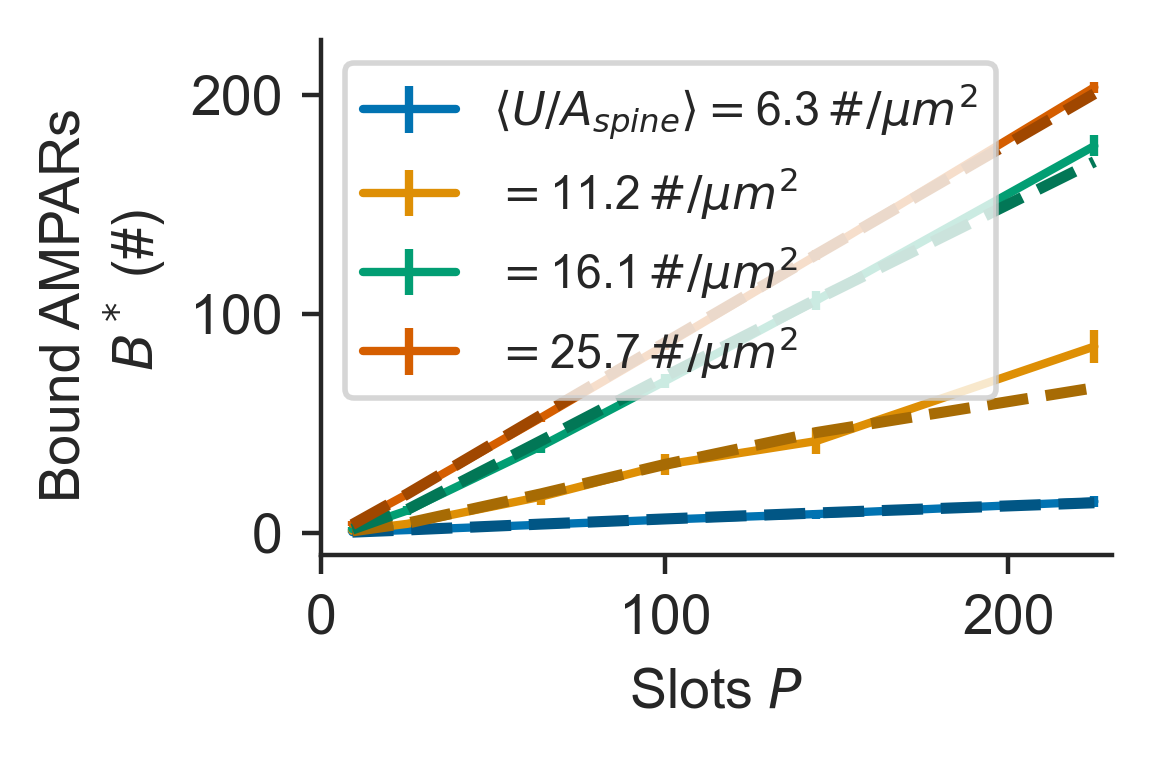 Bound AMPARs
B* (#)
200
100
0
⟨U/A_spine⟩ = 6.3 #/μm²
= 11.2 #/μm²
= 16.1 #/μm²
= 25.7 #/μm²
0 100 200
Slots P